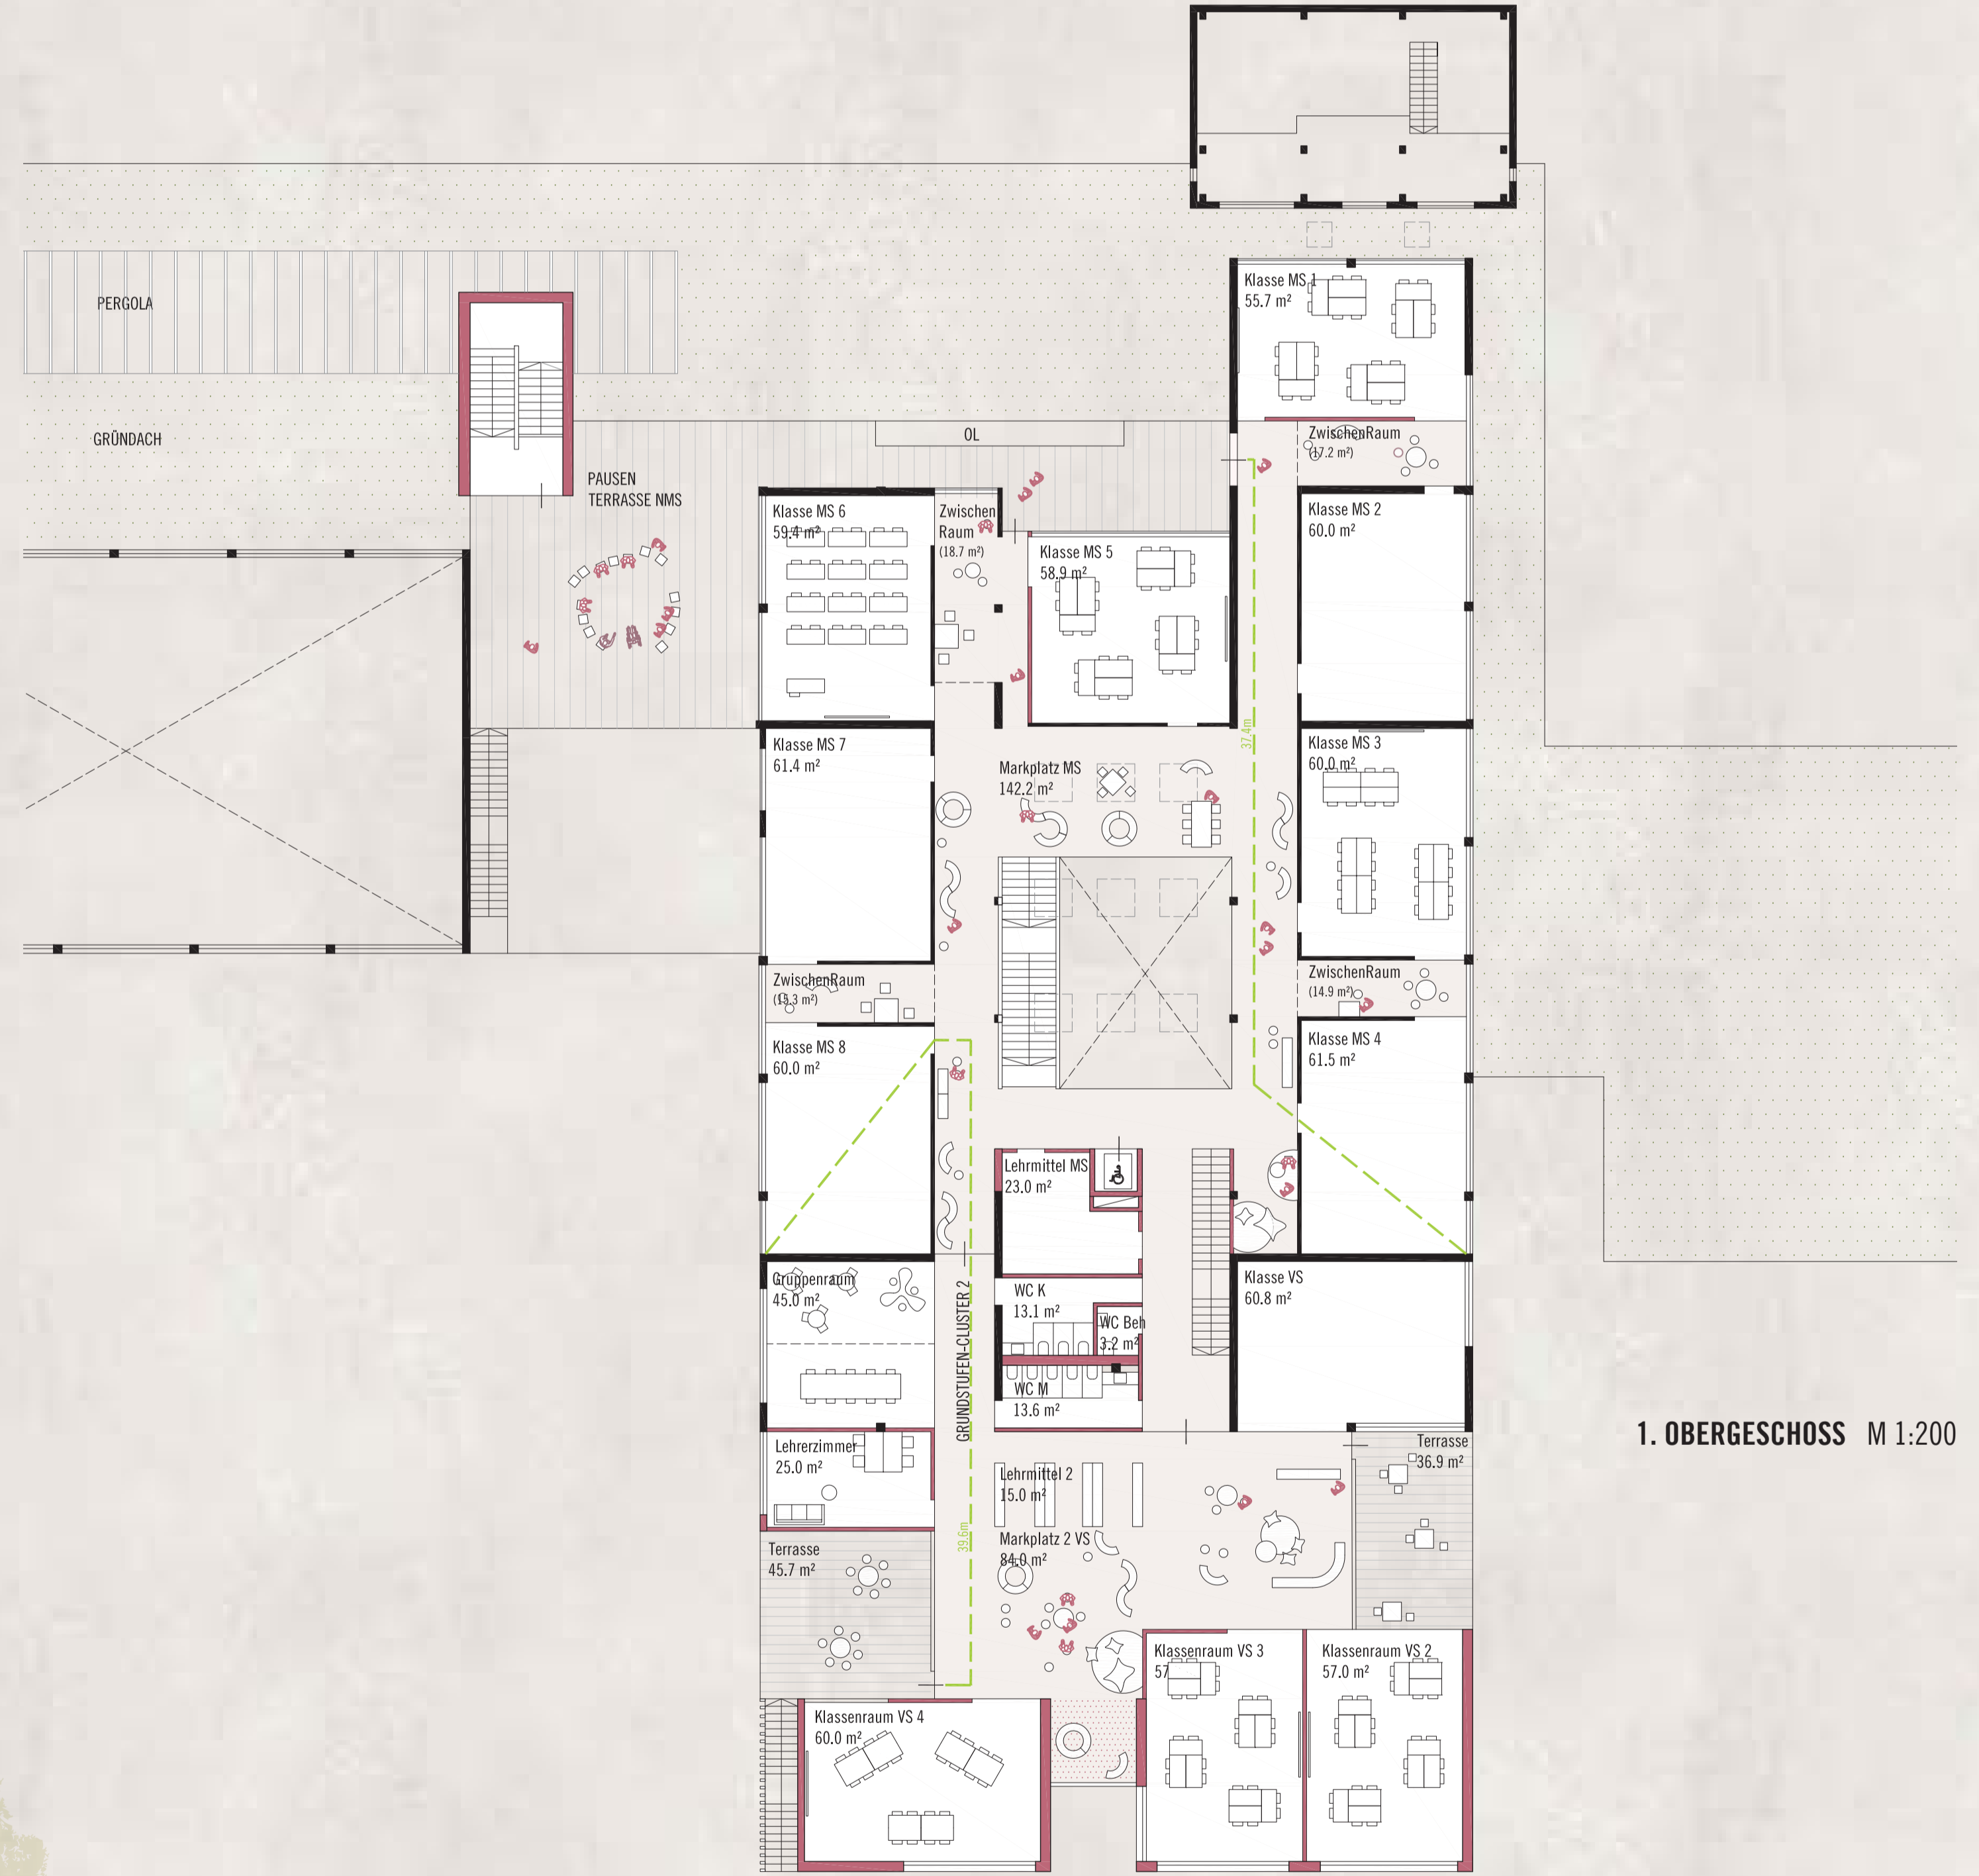 PERGOLA
GRÜNDACH
PAUSEN
TERRASSE NMS
OL
Klasse MS 1
55.7 m²
ZwischenRaum
(17.2 m²)
Klasse MS 6
59.4 m²
Zwischen
Raum
(18.7 m²)
Klasse MS 5
58.9 m²
Klasse MS 2
60.0 m²
37.4m
Klasse MS 7
61.4 m²
Markplatz MS
142.2 m²
Klasse MS 3
60.0 m²
ZwischenRaum
(15.3 m²)
ZwischenRaum
(14.9 m²)
Klasse MS 8
60.0 m²
Klasse MS 4
61.5 m²
Lehrmittel MS
23.0 m²
Gruppenraum
45.0 m²
GRUNDSTUFEN-CLUSTER 2
WC K
13.1 m²
WC Beh
3.2 m²
Klasse VS
60.8 m²
WC M
13.6 m²
Lehrerzimmer
25.0 m²
Lehrmittel 2
15.0 m²
Terrasse
36.9 m²
1. OBERGESCHOSS M 1:200
39.6m
Terrasse
45.7 m²
Markplatz 2 VS
84.0 m²
Klassenraum VS 3
57
Klassenraum VS 2
57.0 m²
Klassenraum VS 4
60.0 m²